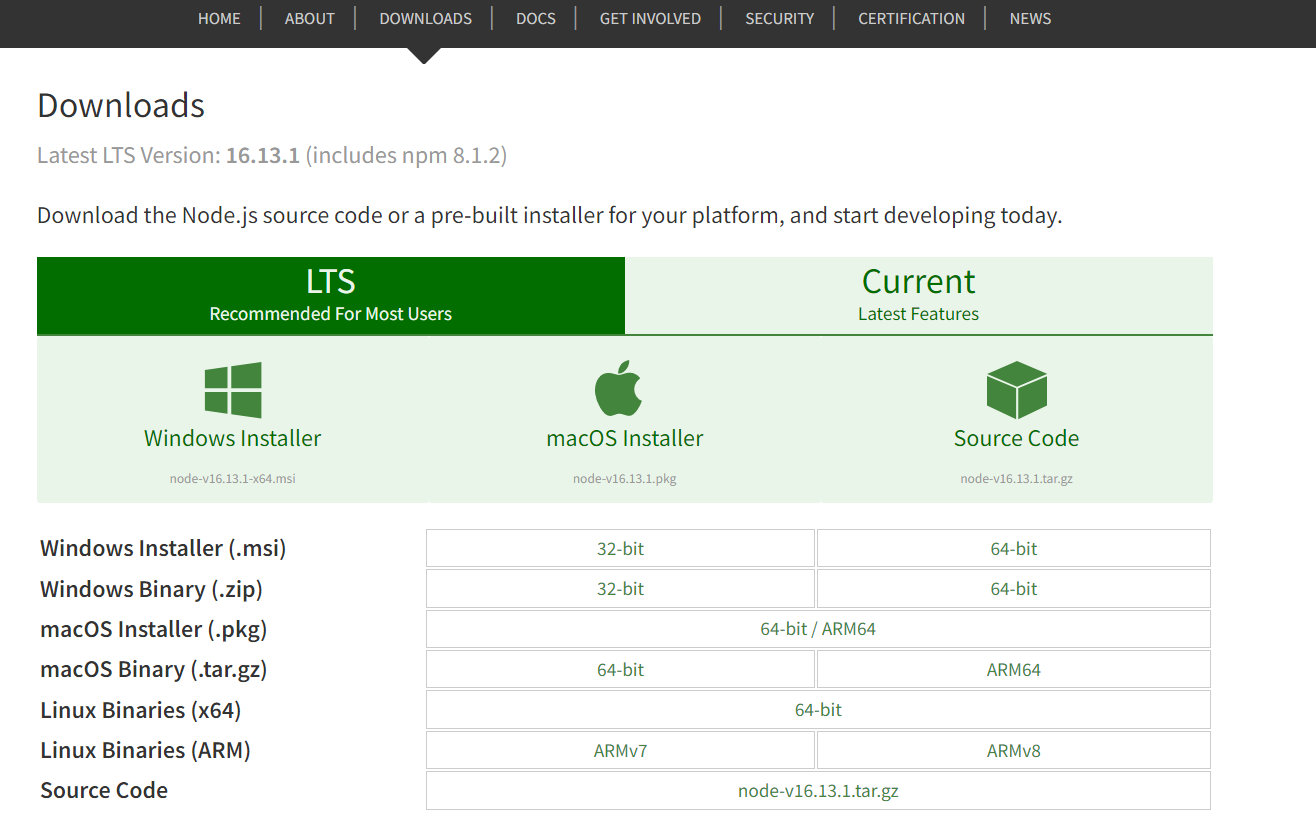 HOME ABOUT DOWNLOADS DOCS GET INVOLVED SECURITY CERTIFICATION NEWS
Downloads
Latest LTS Version: 16.13.1 (includes npm 8.1.2)
Download the Node.js source code or a pre-built installer for your platform, and start developing today.
LTS Current
Recommended For Most Users Latest Features
Windows Installer macOS Installer Source Code
node-v16.13.1-x64.msi node-v16.13.1.pkg node-v16.13.1.tar.gz
Windows Installer (.msi) 32-bit 64-bit
Windows Binary (.zip) 32-bit 64-bit
macOS Installer (.pkg) 64-bit / ARM64
macOS Binary (.tar.gz) 64-bit ARM64
Linux Binaries (x64) 64-bit
Linux Binaries (ARM) ARMv7 ARMv8
Source Code node-v16.13.1.tar.gz